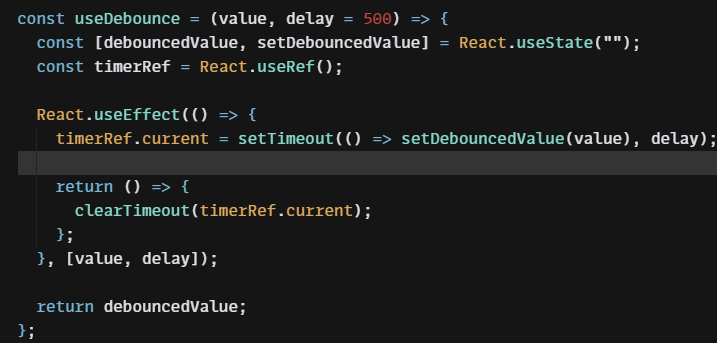 const useDebounce = (value, delay = 500) => {
  const [debouncedValue, setDebouncedValue] = React.useState("");
  const timerRef = React.useRef();

  React.useEffect(() => {
    timerRef.current = setTimeout(() => setDebouncedValue(value), delay);

    return () => {
      clearTimeout(timerRef.current);
    };
  }, [value, delay]);

  return debouncedValue;
};